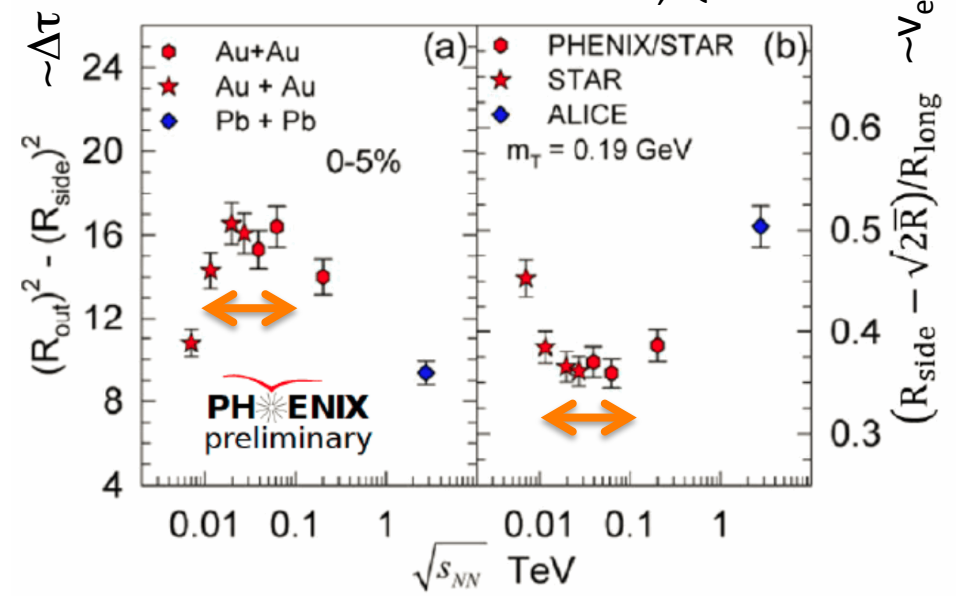 ~Δτ
(R_out)^2 - (R_side)^2
24
20
16
12
8
4
(a)
Au+Au
Au + Au
Pb + Pb
0-5%
PHENIX
preliminary
0.01 0.1 1
(b)
PHENIX/STAR
STAR
ALICE
m_T = 0.19 GeV
0.01 0.1 1
0.6
0.5
0.4
0.3
(R_side − √2R̅)/R_long
√s_NN TeV